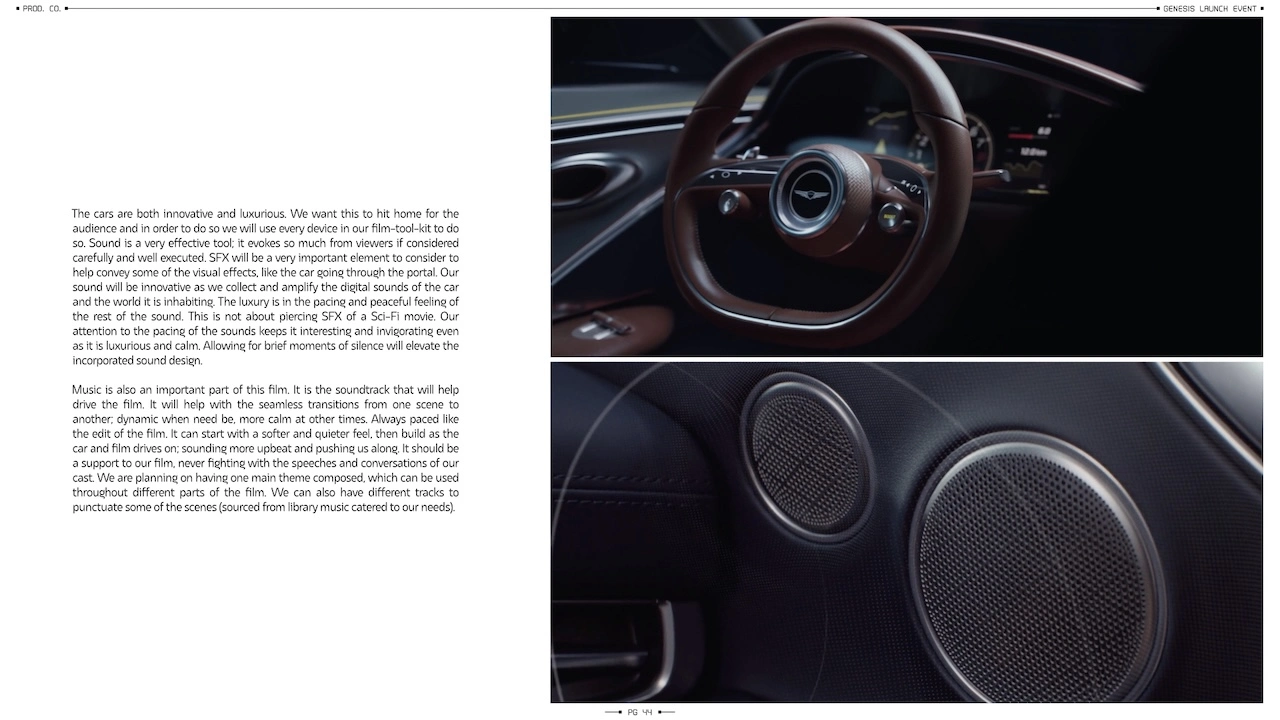 PROD. CO.
GENESIS LAUNCH EVENT
The cars are both innovative and luxurious. We want this to hit home for the
audience and in order to do so we will use every device in our film-tool-kit to do
so. Sound is a very effective tool; it evokes so much from viewers if considered
carefully and well executed. SFX will be a very important element to consider to
help convey some of the visual effects, like the car going through the portal. Our
sound will be innovative as we collect and amplify the digital sounds of the car
and the world it is inhabiting. The luxury is in the pacing and peaceful feeling of
the rest of the sound. This is not about piercing SFX of a Sci-Fi movie. Our
attention to the pacing of the sounds keeps it interesting and invigorating even
as it is luxurious and calm. Allowing for brief moments of silence will elevate the
incorporated sound design.
Music is also an important part of this film. It is the soundtrack that will help
drive the film. It will help with the seamless transitions from one scene to
another; dynamic when need be, more calm at other times. Always paced like
the edit of the film. It can start with a softer and quieter feel, then build as the
car and film drives on; sounding more upbeat and pushing us along. It should be
a support to our film, never fighting with the speeches and conversations of our
cast. We are planning on having one main theme composed, which can be used
throughout different parts of the film. We can also have different tracks to
punctuate some of the scenes (sourced from library music catered to our needs).
PG 44